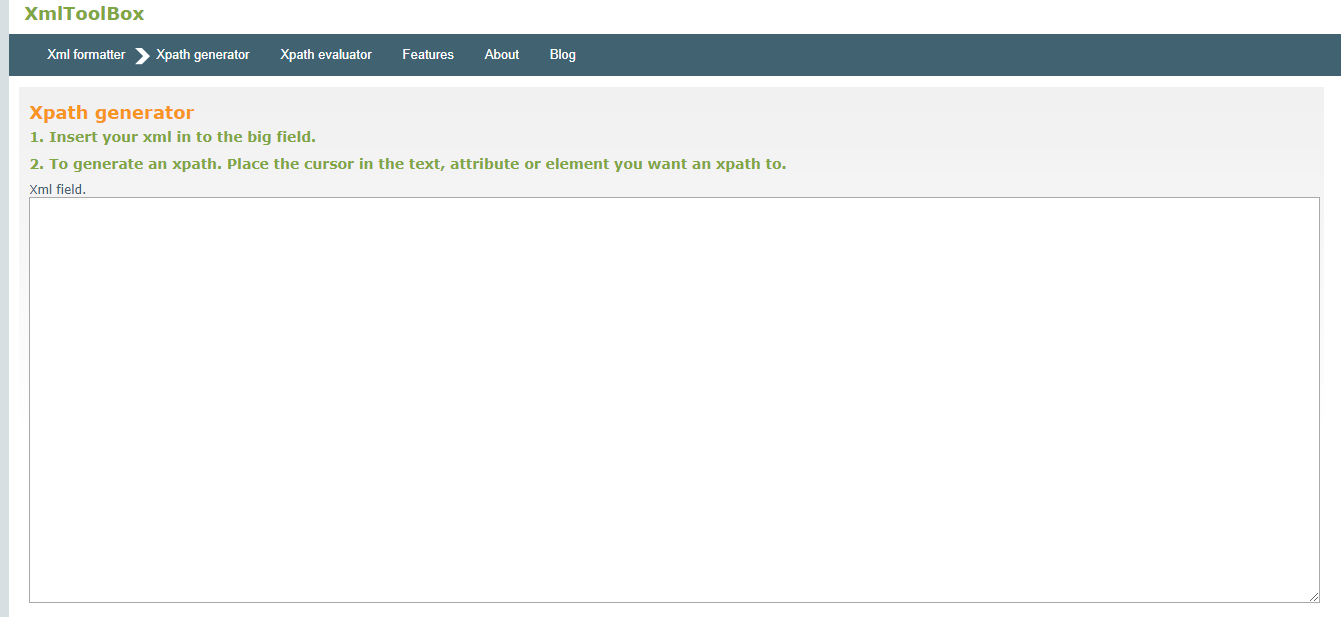 XmlToolBox
Xml formatter Xpath generator Xpath evaluator Features About Blog
Xpath generator
1. Insert your xml in to the big field.
2. To generate an xpath. Place the cursor in the text, attribute or element you want an xpath to.
Xml field.